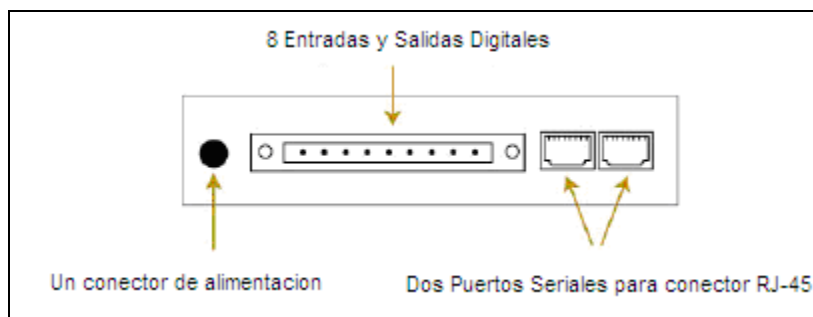 8 Entradas y Salidas Digitales
Un conector de alimentacion
Dos Puertos Seriales para conector RJ-45